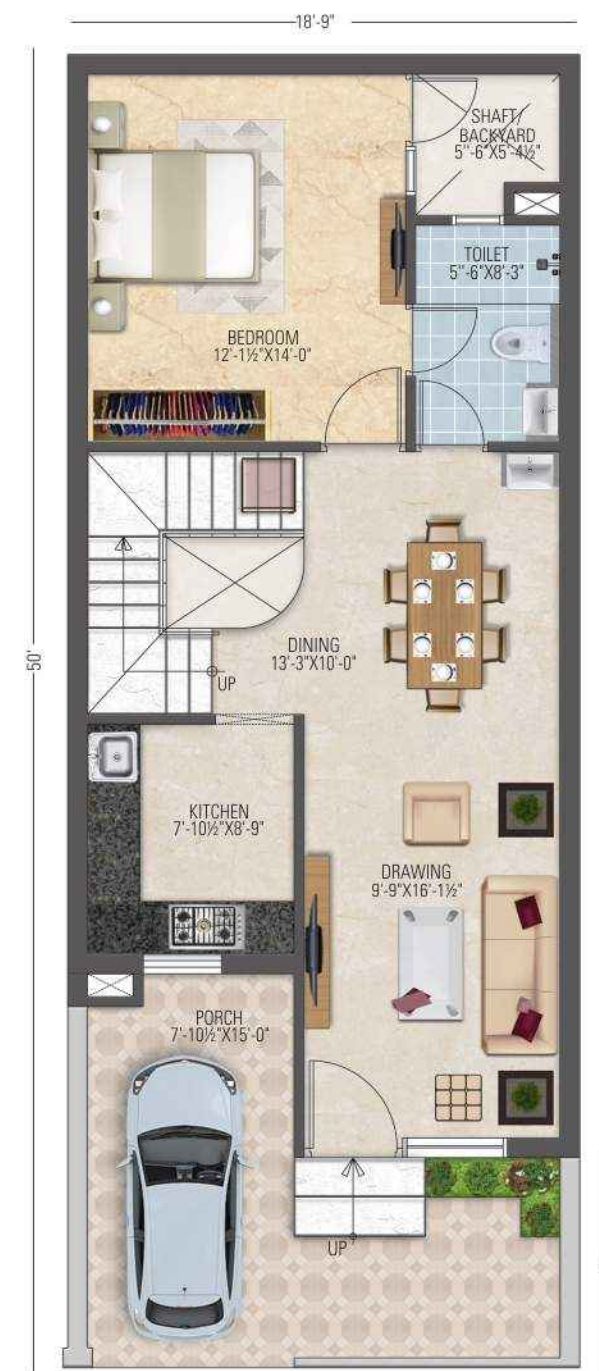 18'-9"
SHAFT/
BACKYARD
5"-6"X5'-4½"
TOILET
5"-6"X8'-3"
BEDROOM
12'-1½"X14'-0"
50'
DINING
13'-3"X10'-0"
UP
KITCHEN
7'-10½"X8'-9"
DRAWING
9'-9"X16'-1½"
PORCH
7'-10½"X15'-0"
UP